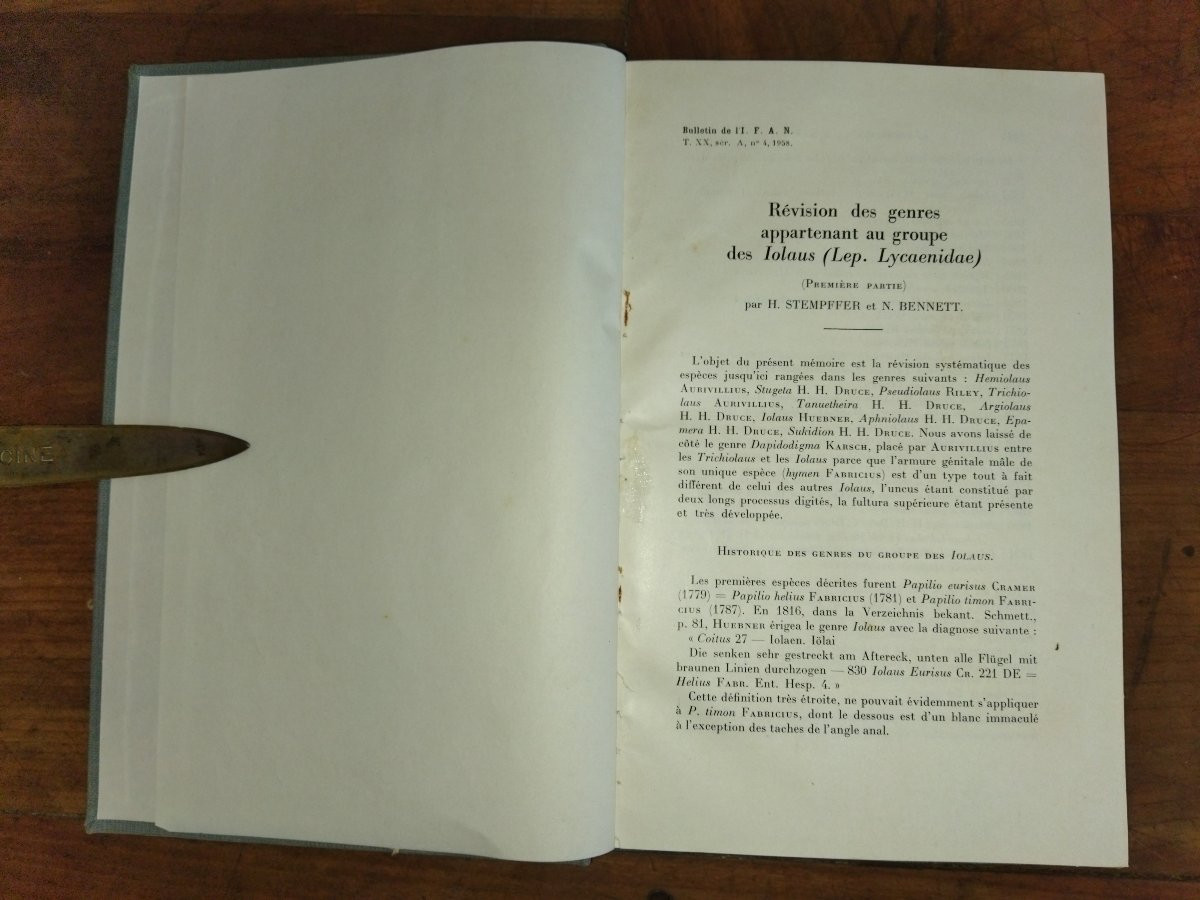 Bulletin de l'I. F. A. N.
T. XX, sér. A, n° 4, 1958.
Révision des genres
appartenant au groupe
des Iolaus (Lep. Lycaenidae)
(Première partie)
par H. STEMPFFER et N. BENNETT.
L'objet du présent mémoire est la révision systématique des
espèces jusqu'ici rangées dans les genres suivants : Hemiolaus
Aurivillius, Stugeta H. H. Druce, Pseudiolaus Riley, Trichio-
laus Aurivillius, Tanuetheira H. H. Druce, Argiolaus
H. H. Druce, Iolaus Huebner, Aphniolaus H. H. Druce, Epa-
mera H. H. Druce, Sukidion H. H. Druce. Nous avons laissé de
côté le genre Dapidodigma Karsch, placé par Aurivillius entre
les Trichiolaus et les Iolaus parce que l'armure génitale mâle de
son unique espèce (hymen Fabricius) est d'un type tout à fait
différent de celui des autres Iolaus, l'uncus étant constitué par
deux longs processus digités, la fultura supérieure étant présente
et très développée.
Historique des genres du groupe des Iolaus.
Les premières espèces décrites furent Papilio eurisus Cramer
(1779) = Papilio helius Fabricius (1781) et Papilio timon Fabri-
cius (1787). En 1816, dans la Verzeichnis bekant. Schmett.,
p. 81, Huebner érigea le genre Iolaus avec la diagnose suivante :
« Coitus 27 — Iolaen. Iölai
Die senken sehr gestreckt am Aftereck, unten alle Flügel mit
braunen Linien durchzogen — 830 Iolaus Eurisus Cr. 221 DE =
Helius Fabr. Ent. Hesp. 4. »
Cette définition très étroite, ne pouvait évidemment s'appliquer
à P. timon Fabricius, dont le dessous est d'un blanc immaculé
à l'exception des taches de l'angle anal.
CINE